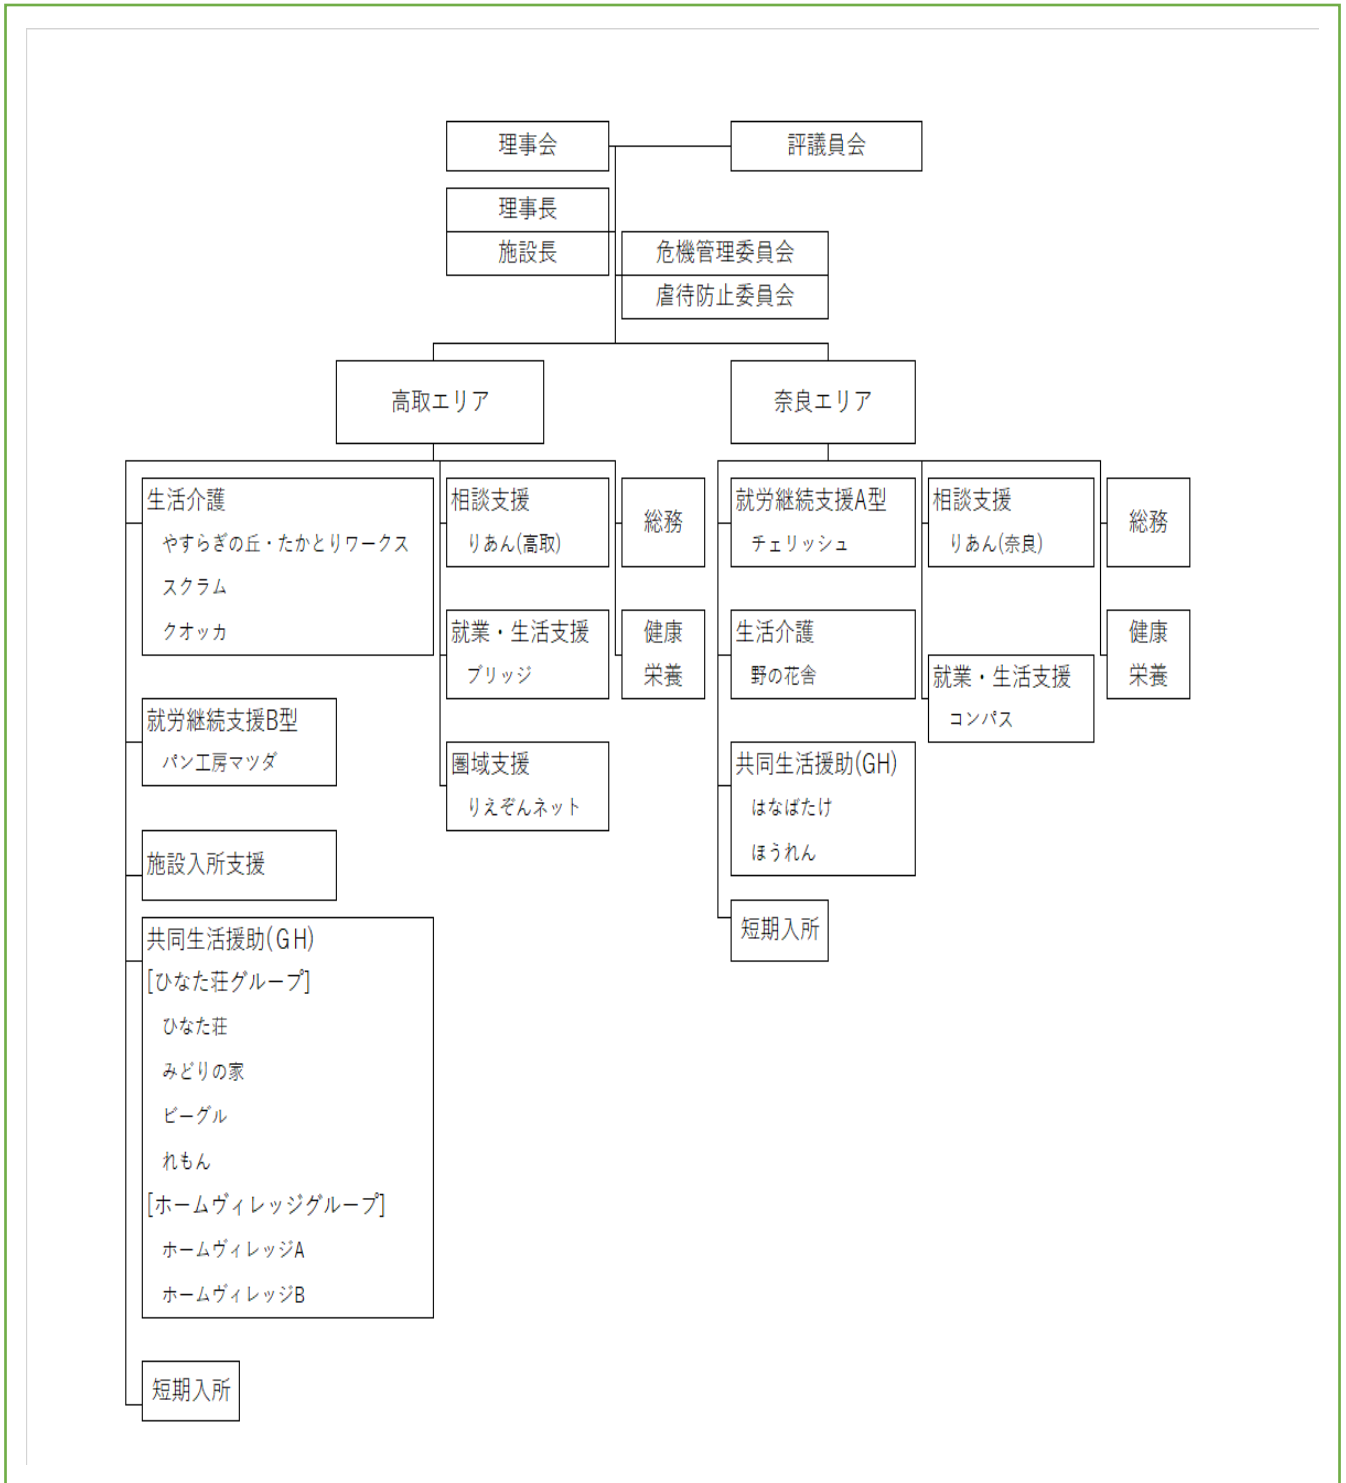 理事会
評議員会
理事長
施設長
危機管理委員会
虐待防止委員会
高取エリア
生活介護
やすらぎの丘・たかとりワークス
スクラム
クオッカ
就労継続支援B型
パン工房マツダ
施設入所支援
共同生活援助(GH)
[ひなた荘グループ]
ひなた荘
みどりの家
ビーグル
れもん
[ホームヴィレッジグループ]
ホームヴィレッジA
ホームヴィレッジB
短期入所
相談支援
りあん(高取)
就業・生活支援
ブリッジ
圏域支援
りえぞんネット
総務
健康
栄養
奈良エリア
就労継続支援A型
チェリッシュ
生活介護
野の花舎
共同生活援助(GH)
はなばたけ
ほうれん
短期入所
相談支援
りあん(奈良)
就業・生活支援
コンパス
総務
健康
栄養